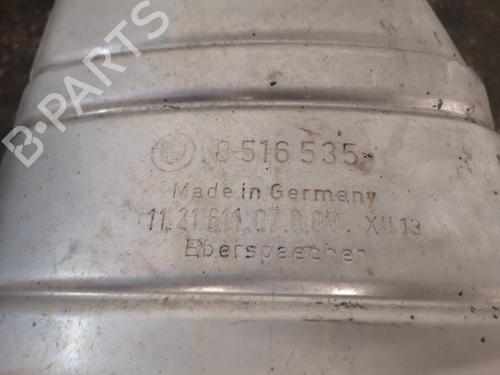 B-PARTS
8 516 535
Made in Germany
11.21.611.07.0.00. XII 13
Eberspaecher